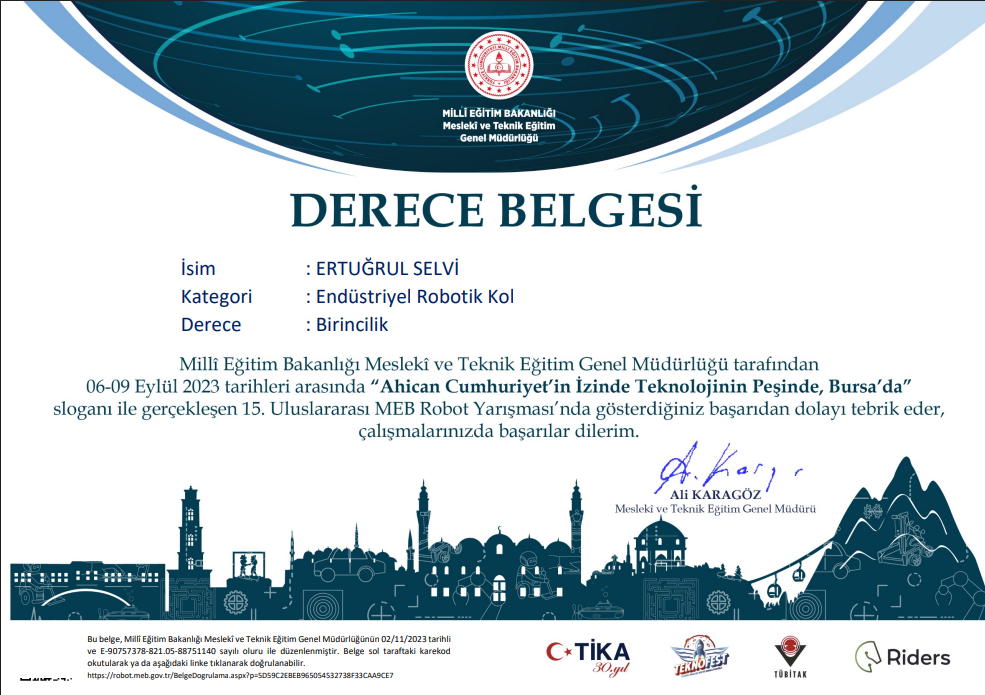 MİLLÎ EĞİTİM BAKANLIĞI
Meslekî ve Teknik Eğitim
Genel Müdürlüğü
DERECE BELGESİ
İsim : ERTUĞRUL SELVİ
Kategori : Endüstriyel Robotik Kol
Derece : Birincilik
Millî Eğitim Bakanlığı Meslekî ve Teknik Eğitim Genel Müdürlüğü tarafından
06-09 Eylül 2023 tarihleri arasında “Ahican Cumhuriyet’in İzinde Teknolojinin Peşinde, Bursa’da”
sloganı ile gerçekleşen 15. Uluslararası MEB Robot Yarışması’nda gösterdiğiniz başarıdan dolayı tebrik eder,
çalışmalarınızda başarılar dilerim.
Ali KARAGÖZ
Meslekî ve Teknik Eğitim Genel Müdürü
Bu belge, Millî Eğitim Bakanlığı Meslekî ve Teknik Eğitim Genel Müdürlüğünün 02/11/2023 tarihli
ve E-90757378-821.05-88751140 sayılı oluru ile düzenlenmiştir. Belge sol taraftaki karekod
okutularak ya da aşağıdaki linke tıklanarak doğrulanabilir.
https://robot.meb.gov.tr/BelgeDogrulama.aspx?p=5D59C2EBEB965054532738F33CAA9CE7
TİKA
30.yıl
TEKNOFEST
TÜBİTAK
Riders